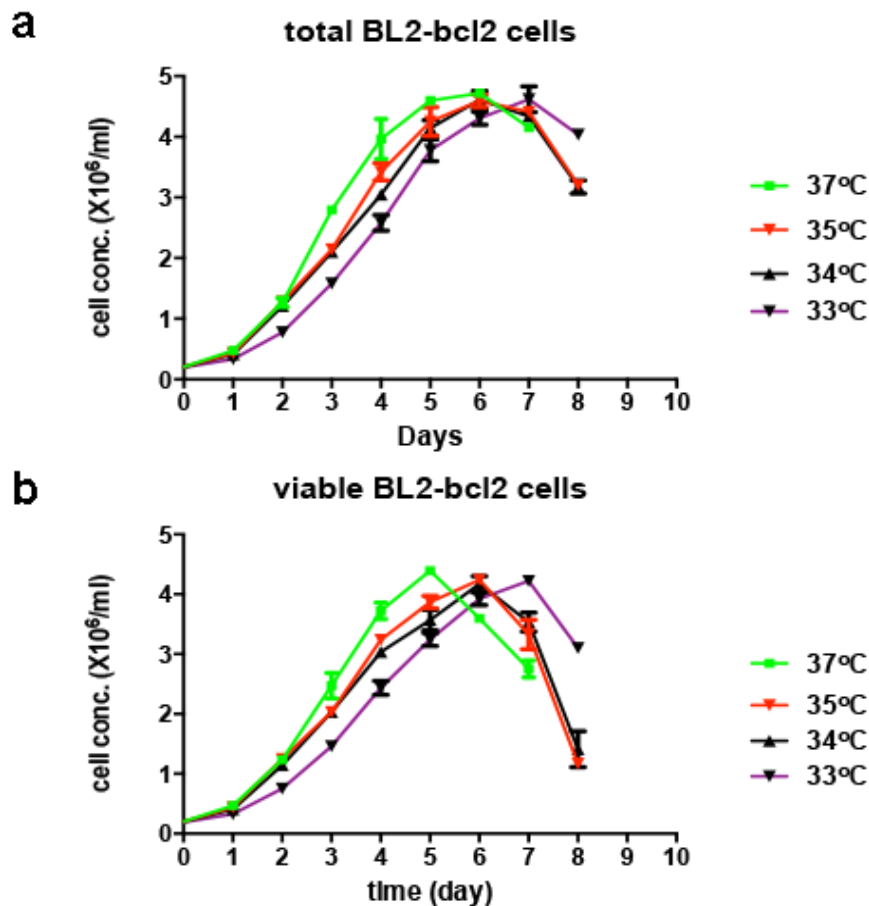 a
total BL2-bcl2 cells
cell conc. (X10⁶/ml)
5
4
3
2
1
0
0 1 2 3 4 5 6 7 8 9 10
Days
37ºC
35ºC
34ºC
33ºC
b
viable BL2-bcl2 cells
cell conc. (X10⁶/ml)
5
4
3
2
1
0
0 1 2 3 4 5 6 7 8 9 10
time (day)
37ºC
35ºC
34ºC
33ºC